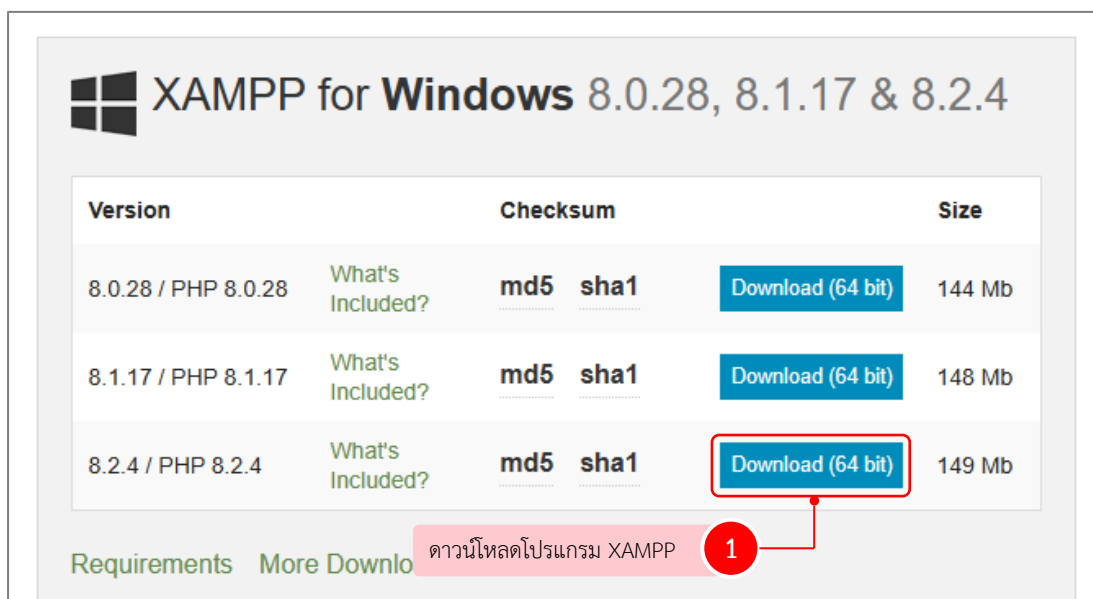 XAMPP for Windows 8.0.28, 8.1.17 & 8.2.4
Version Checksum Size
8.0.28 / PHP 8.0.28 What's Included? md5 sha1 Download (64 bit) 144 Mb
8.1.17 / PHP 8.1.17 What's Included? md5 sha1 Download (64 bit) 148 Mb
8.2.4 / PHP 8.2.4 What's Included? md5 sha1 Download (64 bit) 149 Mb
Requirements More Downlo
ดาวน์โหลดโปรแกรม XAMPP 1